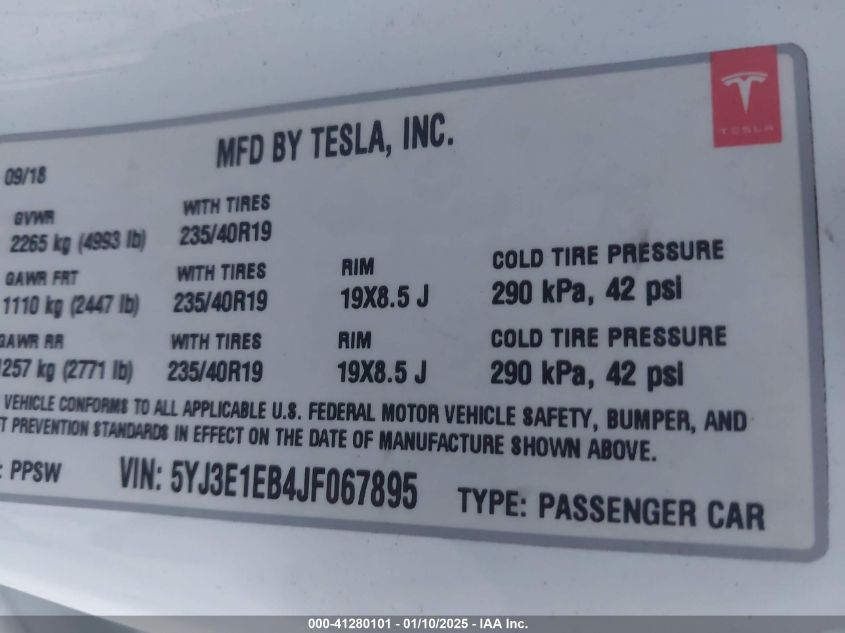 TESLA
MFD BY TESLA, INC.
09/18
GVWR WITH TIRES
2265 kg (4993 lb) 235/40R19
GAWR FRT WITH TIRES RIM COLD TIRE PRESSURE
1110 kg (2447 lb) 235/40R19 19X8.5 J 290 kPa, 42 psi
GAWR RR WITH TIRES RIM COLD TIRE PRESSURE
1257 kg (2771 lb) 235/40R19 19X8.5 J 290 kPa, 42 psi
VEHICLE CONFORMS TO ALL APPLICABLE U.S. FEDERAL MOTOR VEHICLE SAFETY, BUMPER, AND
T PREVENTION STANDARDS IN EFFECT ON THE DATE OF MANUFACTURE SHOWN ABOVE.
: PPSW VIN: 5YJ3E1EB4JF067895 TYPE: PASSENGER CAR
000-41280101 - 01/10/2025 - IAA Inc.